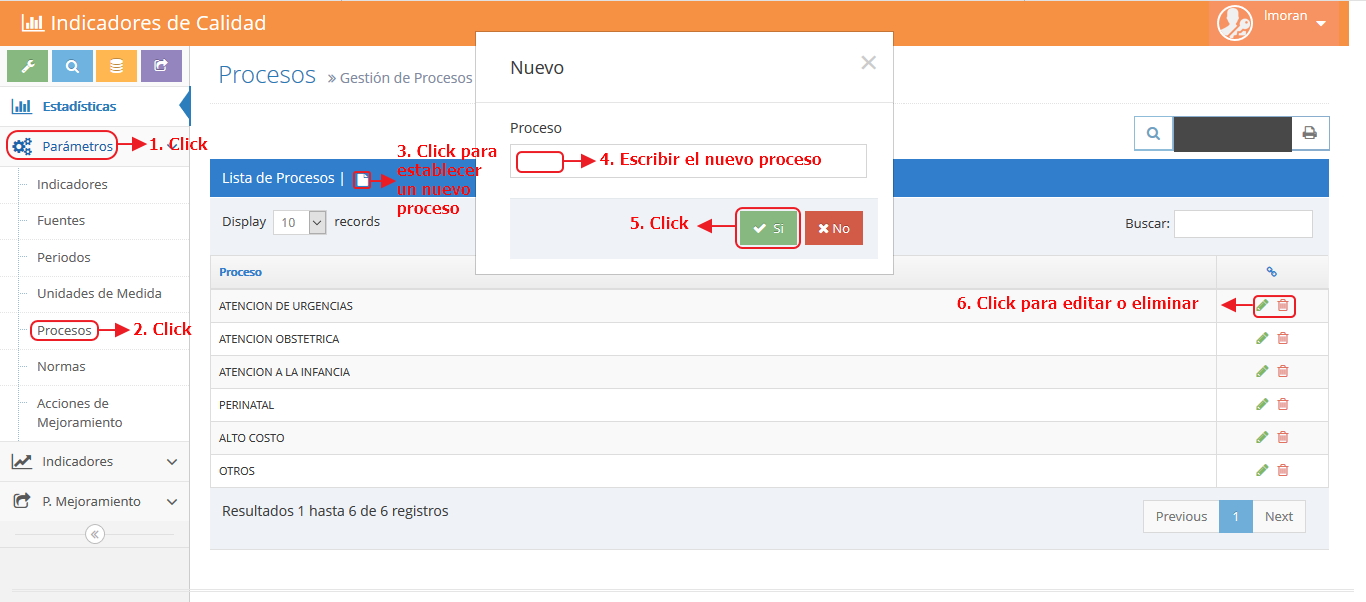 Indicadores de Calidad
lmoran
Procesos » Gestión de Procesos
Estadísticas
Parámetros
1. Click
Indicadores
Fuentes
Periodos
Unidades de Medida
Procesos
2. Click
Normas
Acciones de
Mejoramiento
Indicadores
P. Mejoramiento
Nuevo
Proceso
4. Escribir el nuevo proceso
5. Click
Si
No
Lista de Procesos |
3. Click para
establecer
un nuevo
proceso
Display 10 records
Buscar:
Proceso
ATENCION DE URGENCIAS
6. Click para editar o eliminar
ATENCION OBSTETRICA
ATENCION A LA INFANCIA
PERINATAL
ALTO COSTO
OTROS
Resultados 1 hasta 6 de 6 registros
Previous 1 Next